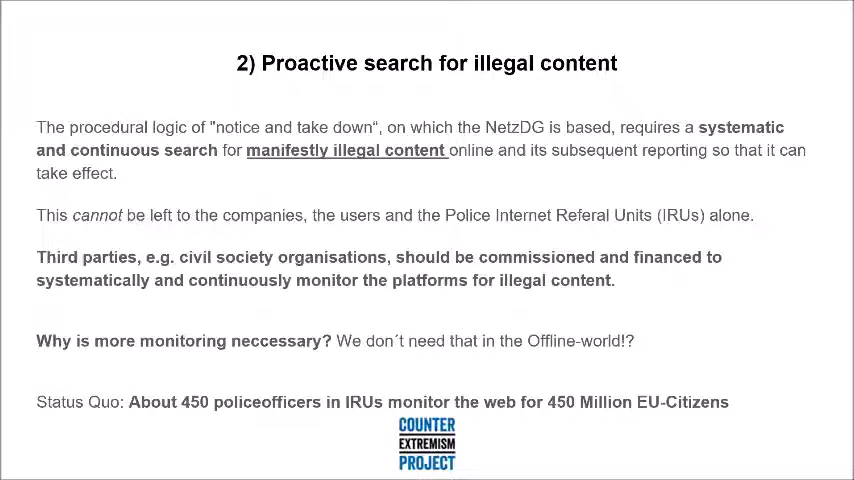 2) Proactive search for illegal content
The procedural logic of "notice and take down“, on which the NetzDG is based, requires a systematic
and continuous search for manifestly illegal content online and its subsequent reporting so that it can
take effect.
This cannot be left to the companies, the users and the Police Internet Referal Units (IRUs) alone.
Third parties, e.g. civil society organisations, should be commissioned and financed to
systematically and continuously monitor the platforms for illegal content.
Why is more monitoring neccessary? We don´t need that in the Offline-world!?
Status Quo: About 450 policeofficers in IRUs monitor the web for 450 Million EU-Citizens
COUNTER
EXTREMISM
PROJECT